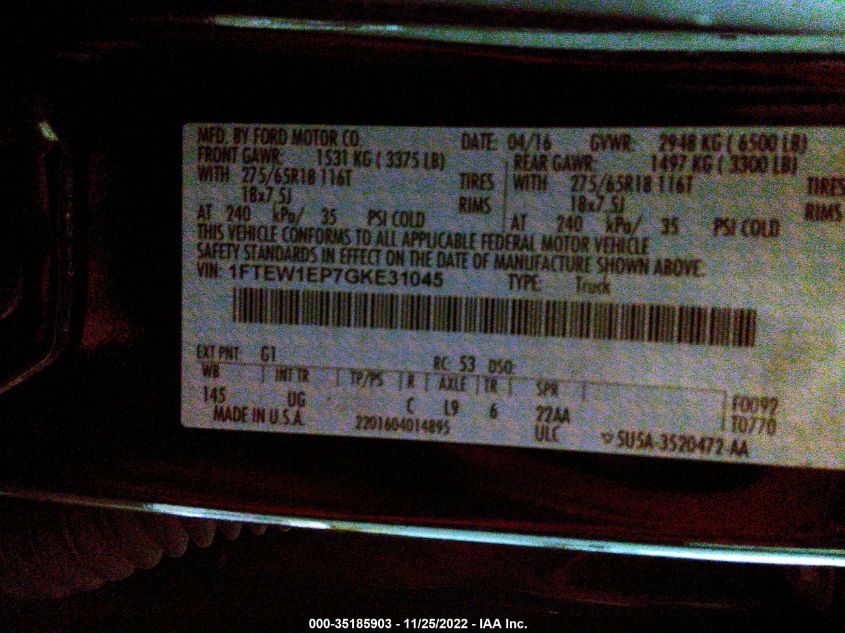 MFD. BY FORD MOTOR CO. DATE: 04/16 GVWR: 2948 KG ( 6500 LB)
FRONT GAWR: 1531 KG ( 3375 LB) REAR GAWR: 1497 KG ( 3300 LB)
WITH 275/65R18 116T TIRES WITH 275/65R18 116T TIRES
18x7.5J RIMS 18x7.5J RIMS
AT 240 kPa/ 35 PSI COLD AT 240 kPa/ 35 PSI COLD
THIS VEHICLE CONFORMS TO ALL APPLICABLE FEDERAL MOTOR VEHICLE
SAFETY STANDARDS IN EFFECT ON THE DATE OF MANUFACTURE SHOWN ABOVE.
VIN: 1FTEW1EP7GKE31045 TYPE: Truck
EXT PNT: G1 RC: 53 DSO:
WB INT TR TP/PS R AXLE TR SPR
145 UG C L9 6 22AA F0092
MADE IN U.S.A. 2201604014895 ULC T0770
5U5A-3520472-AA
000-35185903 - 11/25/2022 - IAA Inc.